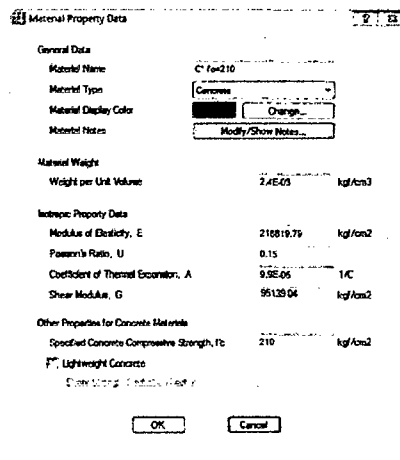 Material Property Data
General Data
Material Name C° f'c=210
Material Type Concrete
Material Display Color Change...
Material Notes Modify/Show Notes...
Material Weight
Weight per Unit Volume 2,4E-03 kgf/cm3
Isotropic Property Data
Modulus of Elasticity, E 218819.79 kgf/cm2
Poisson's Ratio, U 0.15
Coefficient of Thermal Expansion, A 9,9E-06 1/C
Shear Modulus, G 95139.04 kgf/cm2
Other Properties for Concrete Materials
Specified Concrete Compressive Strength, f'c 210 kgf/cm2
Lightweight Concrete
OK Cancel